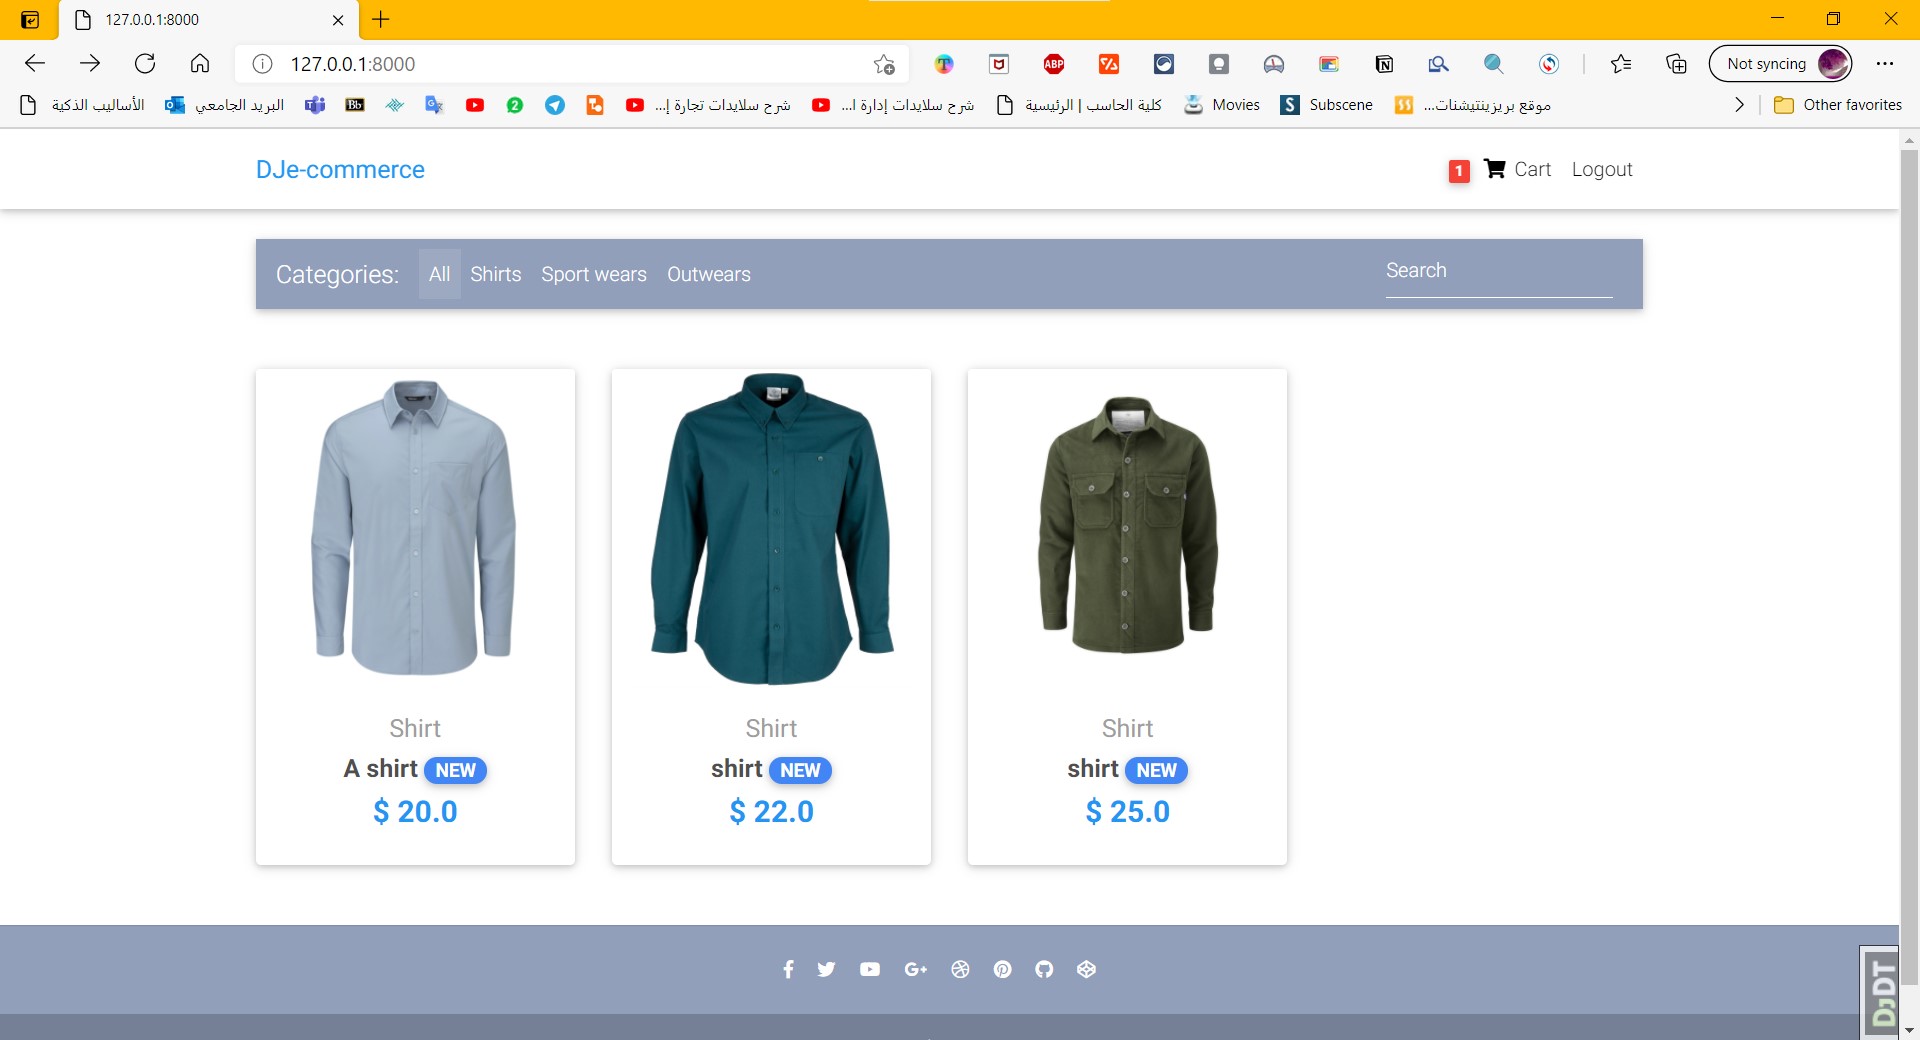 127.0.0.1:8000
127.0.0.1:8000
ABP
Not syncing
الأساليب الذكية
البريد الجامعي
Bb
2
شرح سلايدات تجارة إ...
شرح سلايدات إدارة ا...
كلية الحاسب | الرئيسية
Movies
S Subscene
موقع بريزينتيشنات...
Other favorites
DJe-commerce
1 Cart Logout
Categories: All Shirts Sport wears Outwears
Search
Shirt
A shirt NEW
$ 20.0
Shirt
shirt NEW
$ 22.0
Shirt
shirt NEW
$ 25.0
DJDT